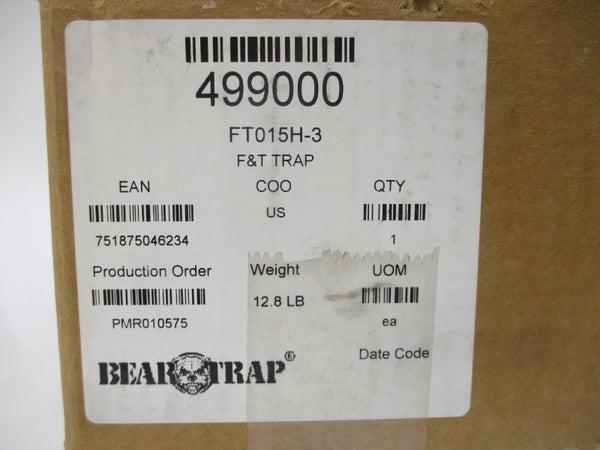 499000
FT015H-3
F&T TRAP
EAN COO QTY
US
751875046234 1
Production Order Weight UOM
12.8 LB
PMR010575 ea
Date Code
BEAR TRAP®